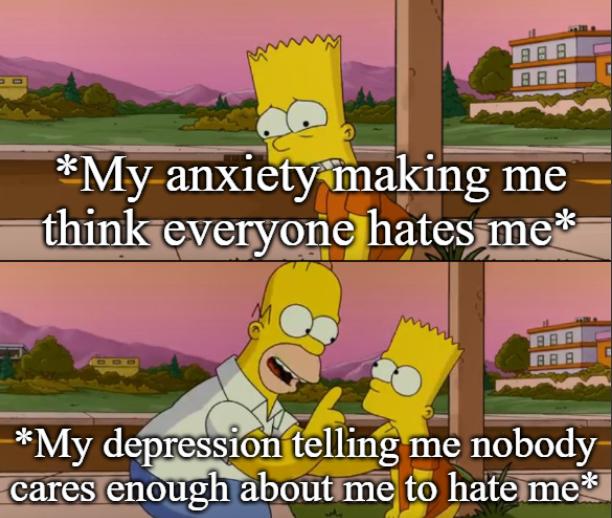 *My anxiety making me
think everyone hates me*
*My depression telling me nobody
cares enough about me to hate me*